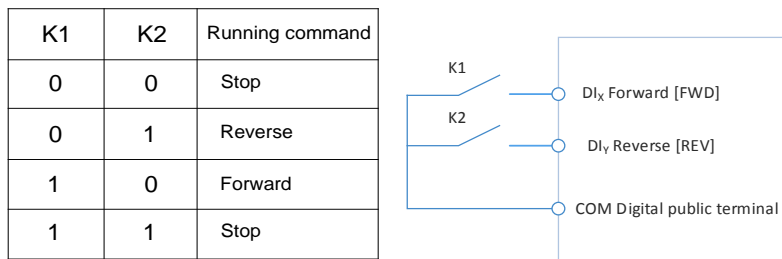 K1 K2 Running command
0 0 Stop
0 1 Reverse
1 0 Forward
1 1 Stop
K1
DIX Forward [FWD]
K2
DIY Reverse [REV]
COM Digital public terminal